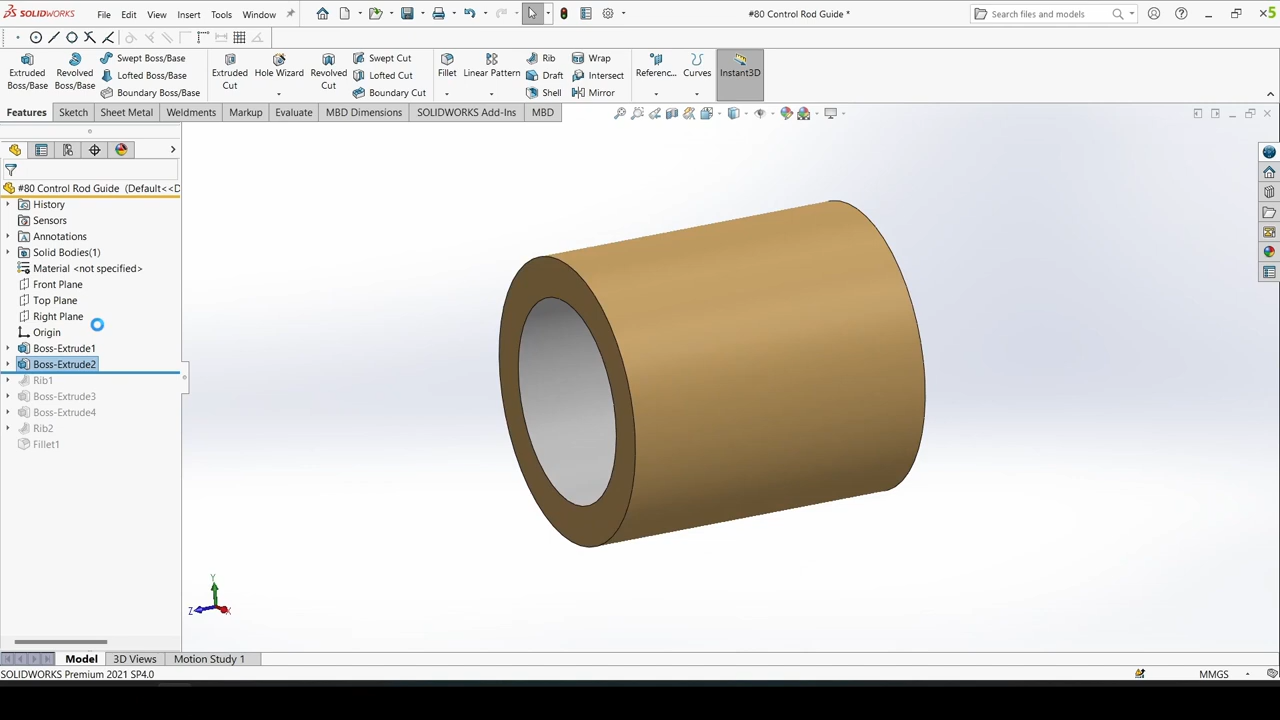 SOLIDWORKS File Edit View Insert Tools Window #80 Control Rod Guide * Search files and models
Extruded Boss/Base
Revolved Boss/Base
Swept Boss/Base
Lofted Boss/Base
Boundary Boss/Base
Extruded Cut
Hole Wizard
Revolved Cut
Swept Cut
Lofted Cut
Boundary Cut
Fillet
Linear Pattern
Rib
Draft
Shell
Wrap
Intersect
Mirror
Referenc...
Curves
Instant3D
Features Sketch Sheet Metal Weldments Markup Evaluate MBD Dimensions SOLIDWORKS Add-Ins MBD
#80 Control Rod Guide (Default<<D
History
Sensors
Annotations
Solid Bodies(1)
Material <not specified>
Front Plane
Top Plane
Right Plane
Origin
Boss-Extrude1
Boss-Extrude2
Rib1
Boss-Extrude3
Boss-Extrude4
Rib2
Fillet1
Y
Z X
Model 3D Views Motion Study 1
SOLIDWORKS Premium 2021 SP4.0 MMGS